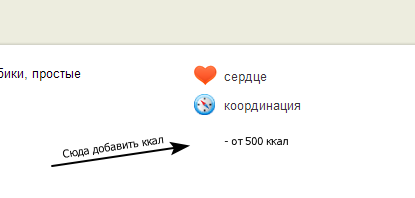 бики, простые
сердце
координация
Сюда добавить ккал
- от 500 ккал